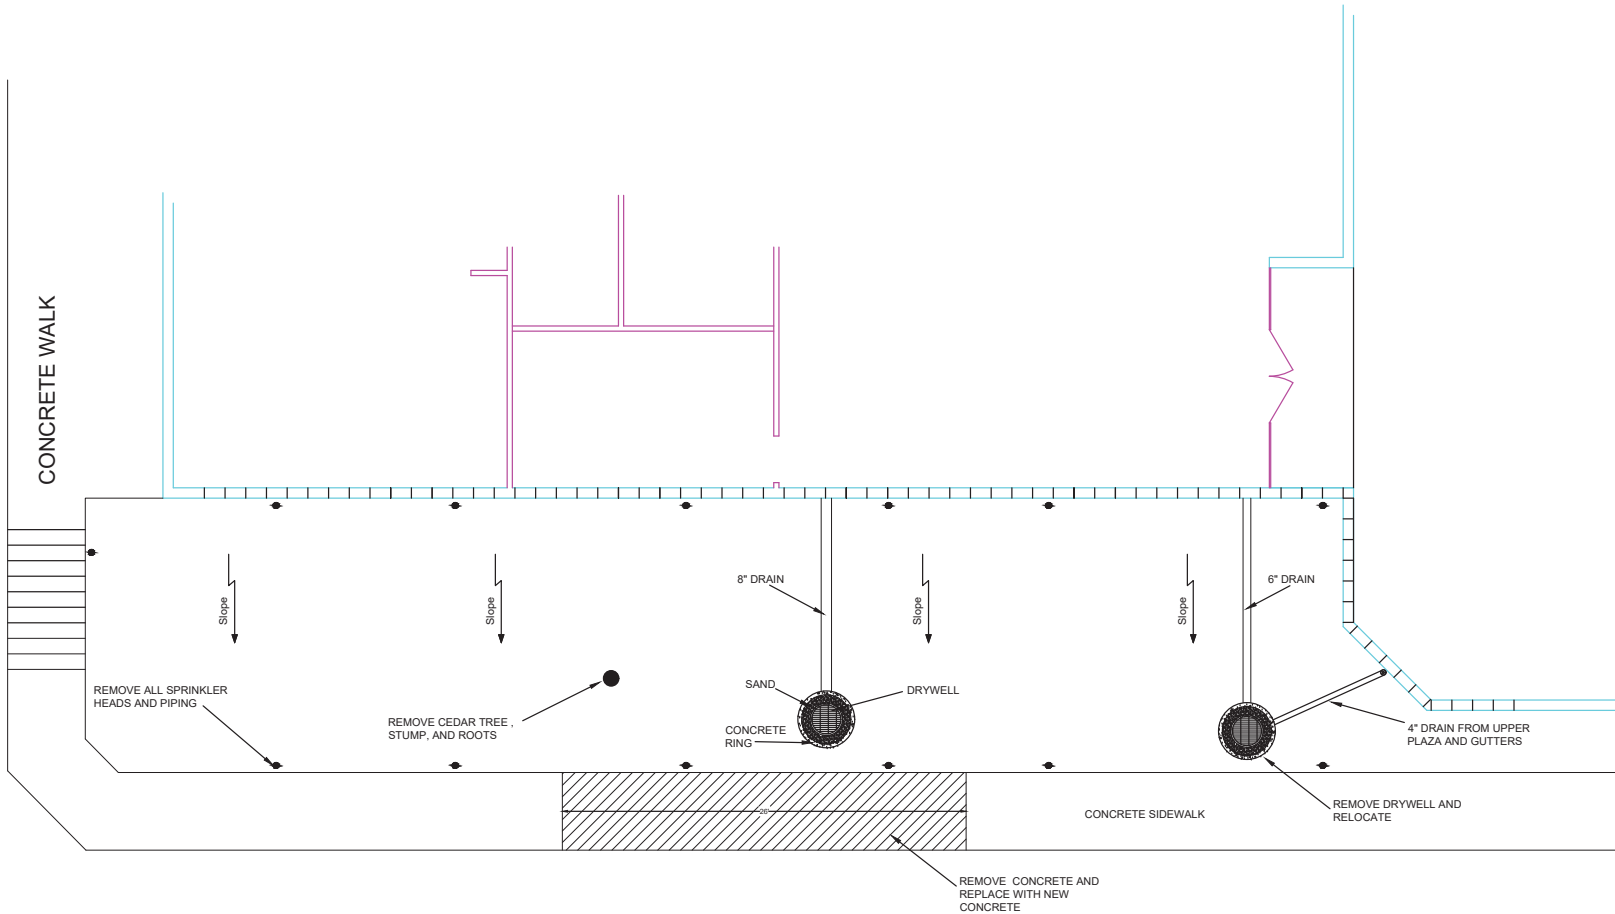 CONCRETE WALK
8" DRAIN
6" DRAIN
Slope
Slope
Slope
Slope
REMOVE ALL SPRINKLER
HEADS AND PIPING
SAND
DRYWELL
REMOVE CEDAR TREE ,
STUMP, AND ROOTS
CONCRETE
RING
4" DRAIN FROM UPPER
PLAZA AND GUTTERS
26'
CONCRETE SIDEWALK
REMOVE DRYWELL AND
RELOCATE
REMOVE CONCRETE AND
REPLACE WITH NEW
CONCRETE